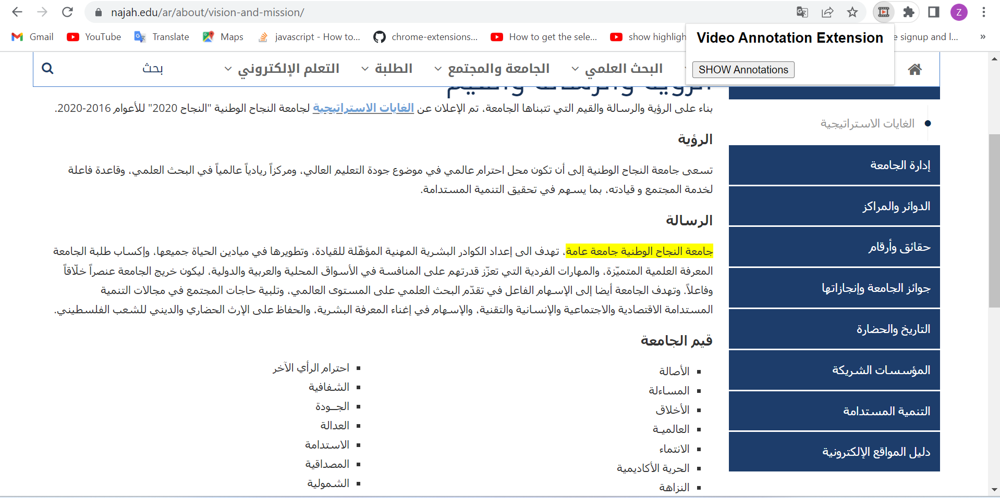 najah.edu/ar/about/vision-and-mission/
Gmail
YouTube
Translate
Maps
javascript - How to...
chrome-extensions...
How to get the sele...
show highligh
e signup and l...
»
Z
Video Annotation Extension
SHOW Annotations
البحث العلمي
الجامعة والمجتمع
الطلبة
التعلم الإلكتروني
بحث
الرؤية والرسالة والقيم
بناء على الرؤية والرسالة والقيم التي تتبناها الجامعة، تم الإعلان عن الغايات الاستراتيجية لجامعة النجاح الوطنية "النجاح 2020" للأعوام 2016-2020.
الرؤية
تسعى جامعة النجاح الوطنية إلى أن تكون محل احترام عالمي في موضوع جودة التعليم العالي، ومركزاً ريادياً عالمياً في البحث العلمي، وقاعدة فاعلة
لخدمة المجتمع و قيادته، بما يسهم في تحقيق التنمية المستدامة.
الرسالة
جامعة النجاح الوطنية جامعة عامة، تهدف الى إعداد الكوادر البشرية المهنية المؤهّلة للقيادة، وتطويرها في ميادين الحياة جميعها، وإكساب طلبة الجامعة
المعرفة العلمية المتميّزة، والمهارات الفردية التي تعزّز قدرتهم على المنافسة في الأسواق المحلية والعربية والدولية، ليكون خريج الجامعة عنصراً خلّاقاً
وفاعلاً. وتهدف الجامعة أيضا إلى الإسهام الفاعل في تقدّم البحث العلمي على المستوى العالمي، وتلبية حاجات المجتمع في مجالات التنمية
المستدامة الاقتصادية والاجتماعية والإنسانية والتقنية، والإسهام في إغناء المعرفة البشرية، والحفاظ على الإرث الحضاري والديني للشعب الفلسطيني.
قيم الجامعة
الأصالة
المساءلة
الأخلاق
العالميـة
الانتماء
الحرية الأكاديمية
النزاهة
احترام الرأي الآخر
الشفافية
الجــودة
العدالة
الاستدامة
المصداقية
الشمولية
الغايات الاستراتيجية
إدارة الجامعة
الدوائر والمراكز
حقائق وأرقام
جوائز الجامعة وإنجازاتها
التاريخ والحضارة
المؤسسات الشريكة
التنمية المستدامة
دليل المواقع الإلكترونية